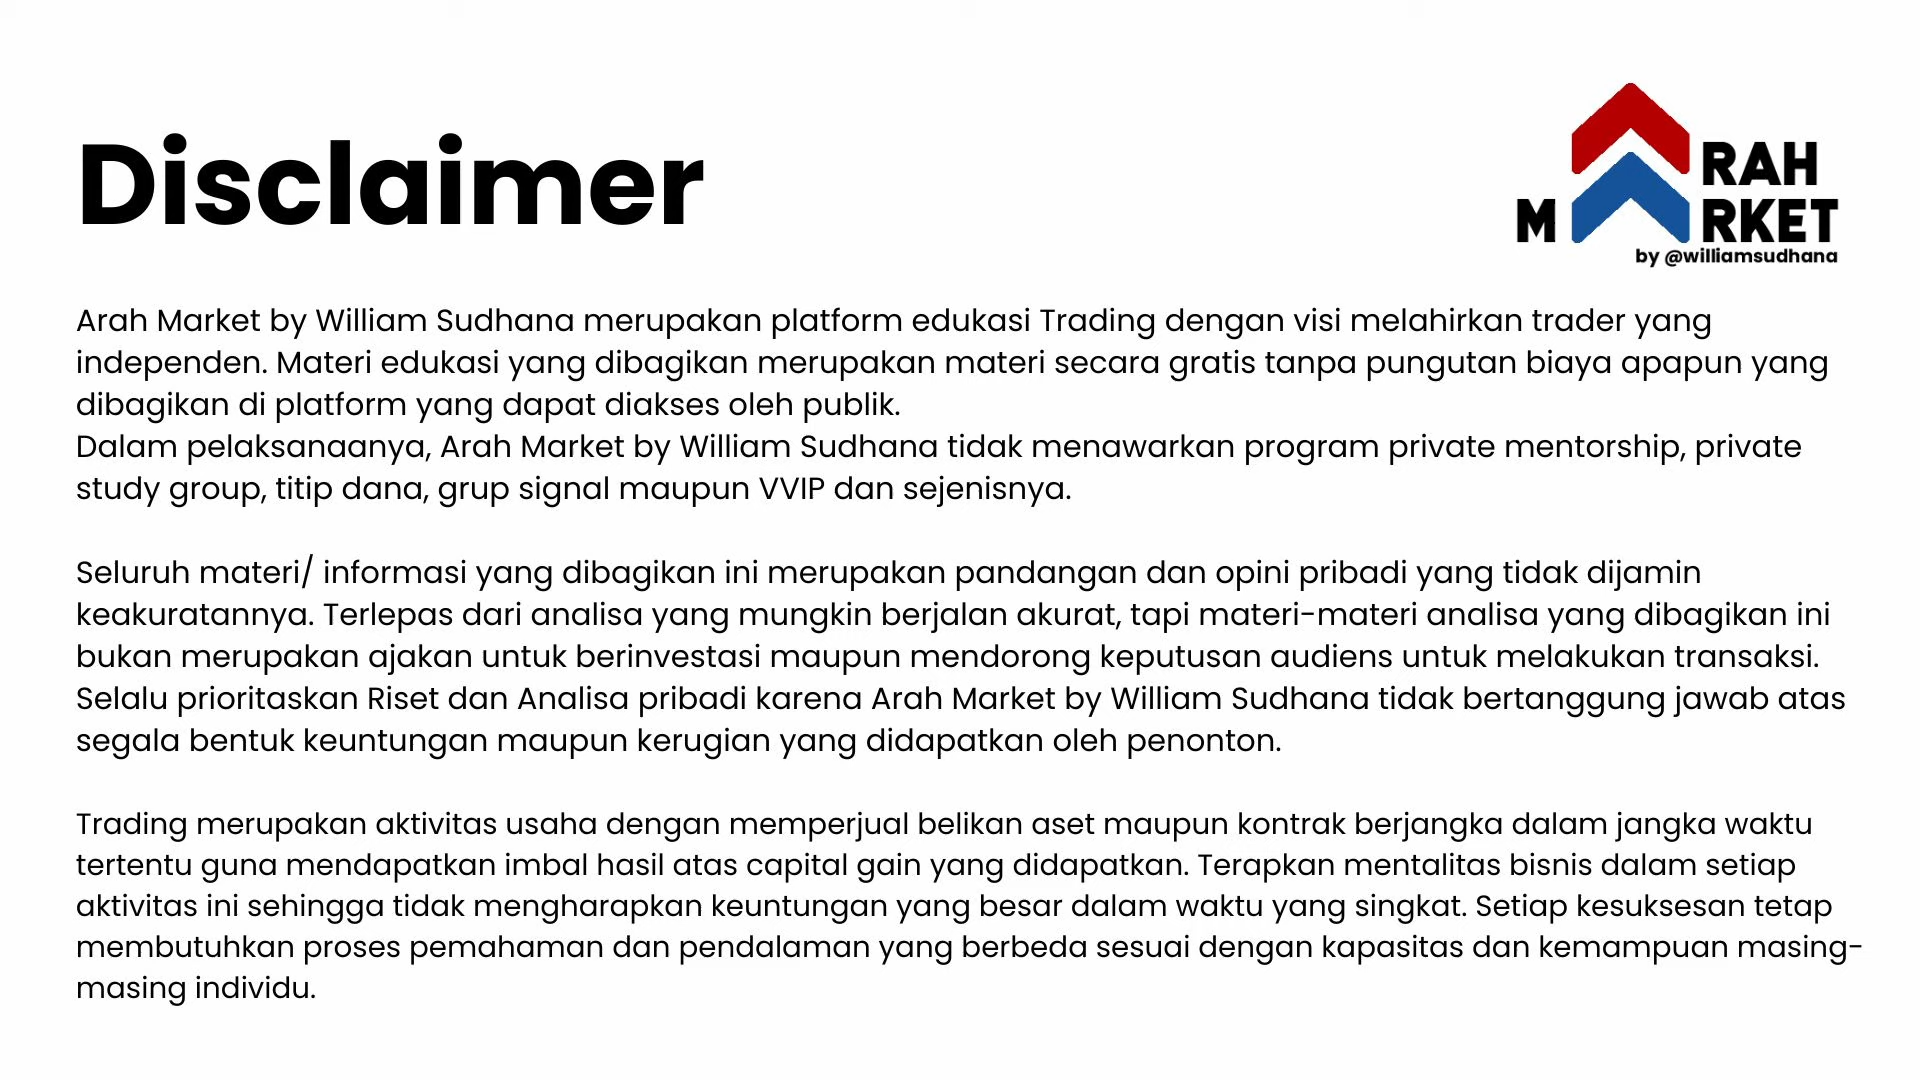 Disclaimer
RAH
M RKET
by @williamsudhana
Arah Market by William Sudhana merupakan platform edukasi Trading dengan visi melahirkan trader yang
independen. Materi edukasi yang dibagikan merupakan materi secara gratis tanpa pungutan biaya apapun yang
dibagikan di platform yang dapat diakses oleh publik.
Dalam pelaksanaanya, Arah Market by William Sudhana tidak menawarkan program private mentorship, private
study group, titip dana, grup signal maupun VVIP dan sejenisnya.
Seluruh materi/ informasi yang dibagikan ini merupakan pandangan dan opini pribadi yang tidak dijamin
keakuratannya. Terlepas dari analisa yang mungkin berjalan akurat, tapi materi-materi analisa yang dibagikan ini
bukan merupakan ajakan untuk berinvestasi maupun mendorong keputusan audiens untuk melakukan transaksi.
Selalu prioritaskan Riset dan Analisa pribadi karena Arah Market by William Sudhana tidak bertanggung jawab atas
segala bentuk keuntungan maupun kerugian yang didapatkan oleh penonton.
Trading merupakan aktivitas usaha dengan memperjual belikan aset maupun kontrak berjangka dalam jangka waktu
tertentu guna mendapatkan imbal hasil atas capital gain yang didapatkan. Terapkan mentalitas bisnis dalam setiap
aktivitas ini sehingga tidak mengharapkan keuntungan yang besar dalam waktu yang singkat. Setiap kesuksesan tetap
membutuhkan proses pemahaman dan pendalaman yang berbeda sesuai dengan kapasitas dan kemampuan masing-
masing individu.